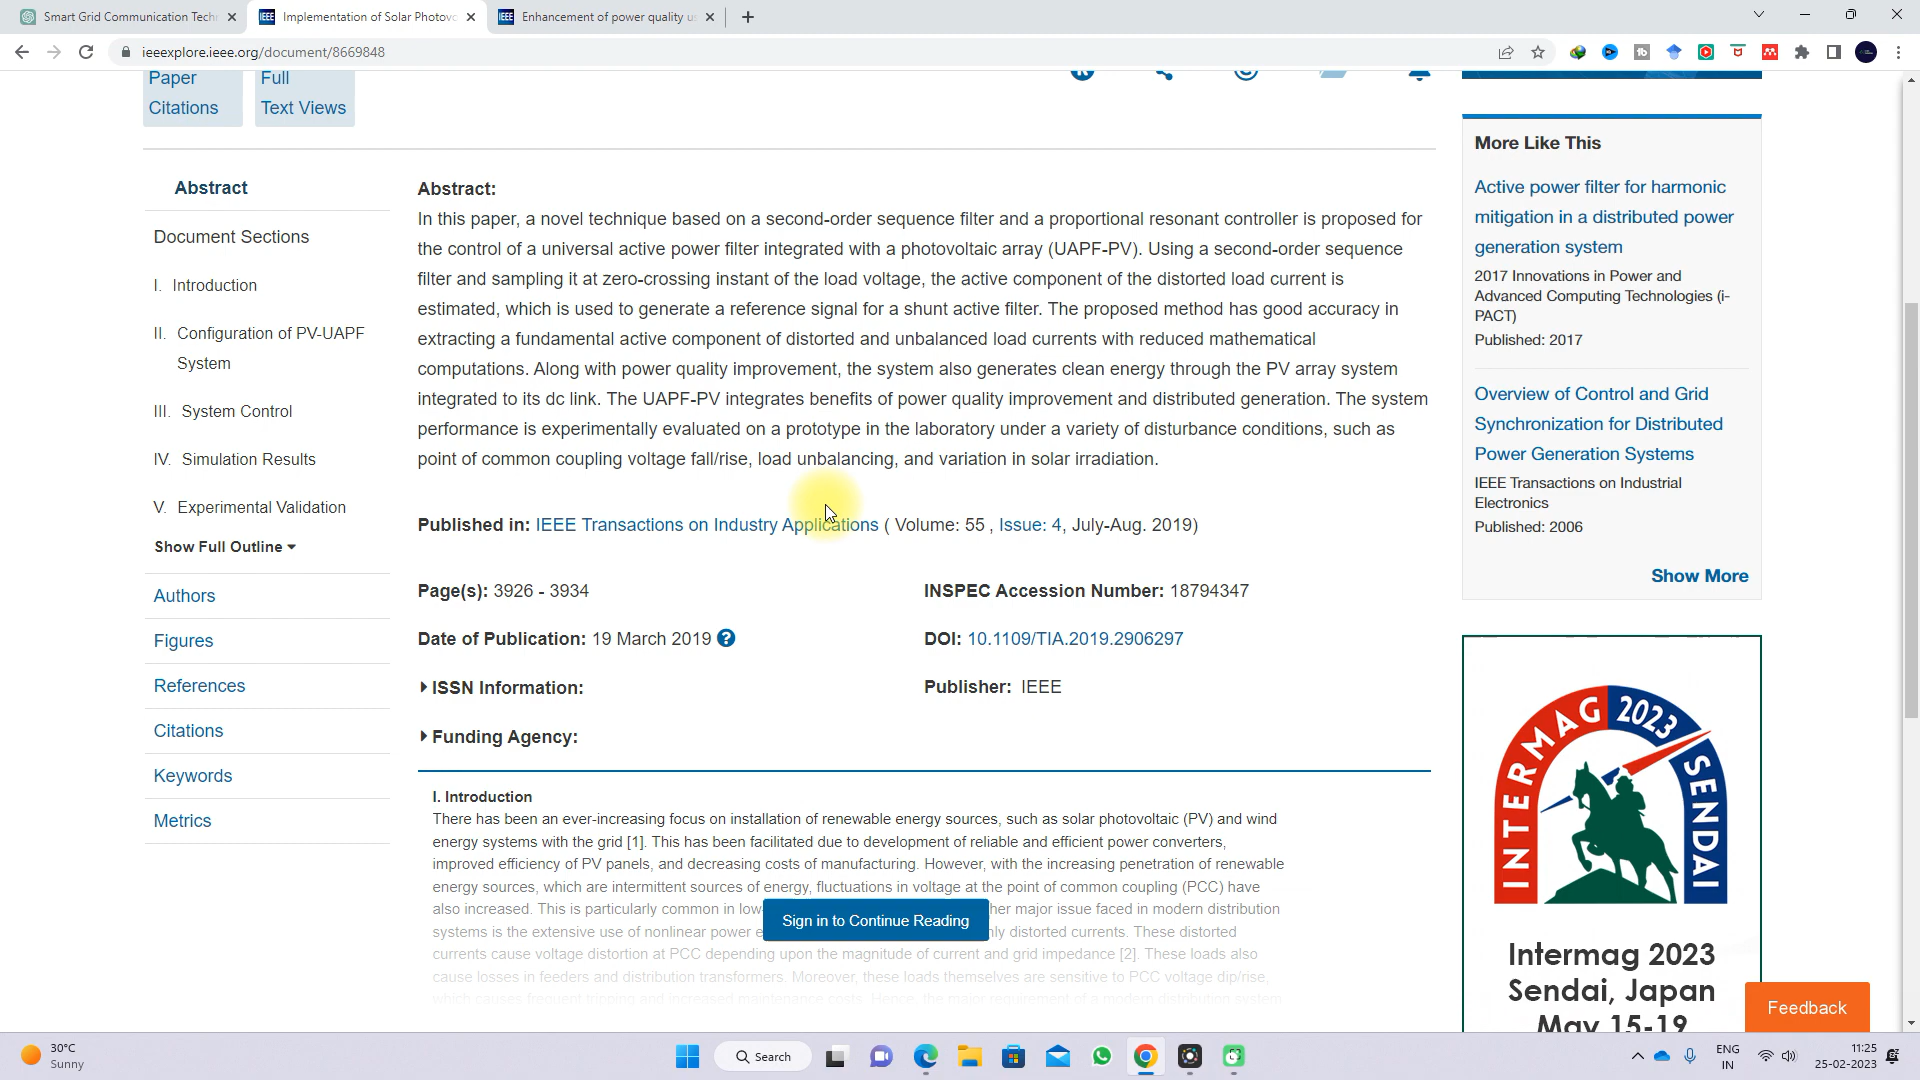 Smart Grid Communication Techn
Implementation of Solar Photovo
Enhancement of power quality u
ieeexplore.ieee.org/document/8669848
Paper
Citations
Full
Text Views
Abstract
Document Sections
I. Introduction
II. Configuration of PV-UAPF
System
III. System Control
IV. Simulation Results
V. Experimental Validation
Show Full Outline
Authors
Figures
References
Citations
Keywords
Metrics
Abstract:
In this paper, a novel technique based on a second-order sequence filter and a proportional resonant controller is proposed for
the control of a universal active power filter integrated with a photovoltaic array (UAPF-PV). Using a second-order sequence
filter and sampling it at zero-crossing instant of the load voltage, the active component of the distorted load current is
estimated, which is used to generate a reference signal for a shunt active filter. The proposed method has good accuracy in
extracting a fundamental active component of distorted and unbalanced load currents with reduced mathematical
computations. Along with power quality improvement, the system also generates clean energy through the PV array system
integrated to its dc link. The UAPF-PV integrates benefits of power quality improvement and distributed generation. The system
performance is experimentally evaluated on a prototype in the laboratory under a variety of disturbance conditions, such as
point of common coupling voltage fall/rise, load unbalancing, and variation in solar irradiation.
Published in: IEEE Transactions on Industry Applications ( Volume: 55 , Issue: 4, July-Aug. 2019)
Page(s): 3926 - 3934
INSPEC Accession Number: 18794347
Date of Publication: 19 March 2019
DOI: 10.1109/TIA.2019.2906297
ISSN Information:
Publisher: IEEE
Funding Agency:
I. Introduction
There has been an ever-increasing focus on installation of renewable energy sources, such as solar photovoltaic (PV) and wind
energy systems with the grid [1]. This has been facilitated due to development of reliable and efficient power converters,
improved efficiency of PV panels, and decreasing costs of manufacturing. However, with the increasing penetration of renewable
energy sources, which are intermittent sources of energy, fluctuations in voltage at the point of common coupling (PCC) have
also increased. This is particularly common in low- her major issue faced in modern distribution
systems is the extensive use of nonlinear power e nly distorted currents. These distorted
Sign in to Continue Reading
currents cause voltage distortion at PCC depending upon the magnitude of current and grid impedance [2]. These loads also
cause losses in feeders and distribution transformers. Moreover, these loads themselves are sensitive to PCC voltage dip/rise,
which causes frequent tripping and increased maintenance costs. Hence, the major requirement of a modern distribution system
More Like This
Active power filter for harmonic
mitigation in a distributed power
generation system
2017 Innovations in Power and
Advanced Computing Technologies (i-
PACT)
Published: 2017
Overview of Control and Grid
Synchronization for Distributed
Power Generation Systems
IEEE Transactions on Industrial
Electronics
Published: 2006
Show More
INTERMAG 2023 SENDAI
Intermag 2023
Sendai, Japan
May 15-19
Feedback
30°C
Sunny
Search
ENG
IN
11:25
25-02-2023